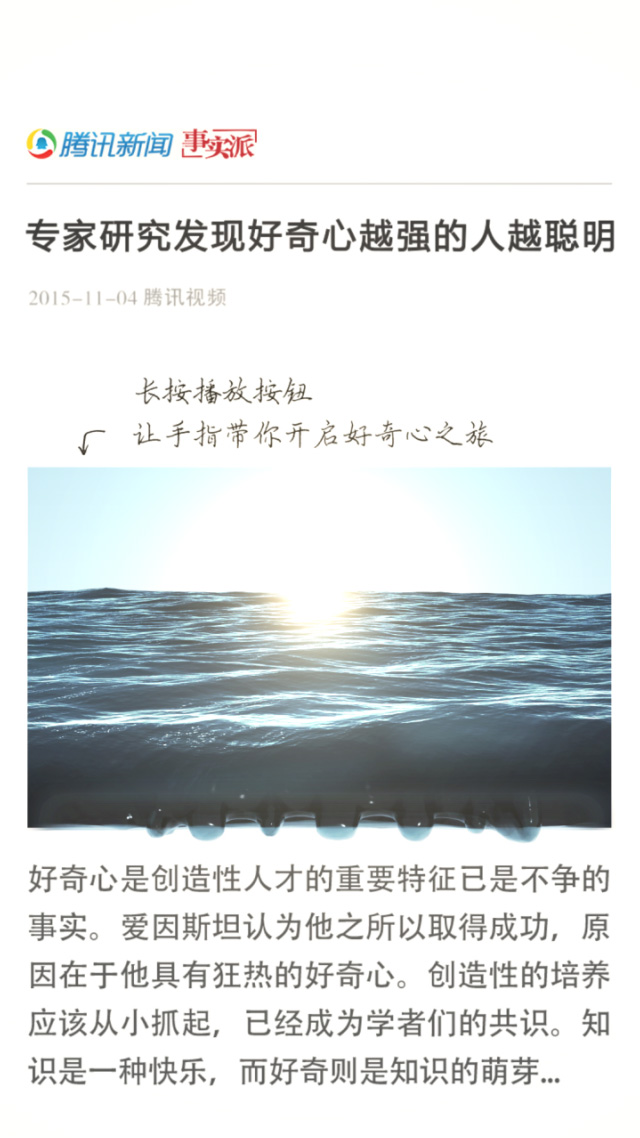 腾讯新闻 事实派
专家研究发现好奇心越强的人越聪明
2015-11-04 腾讯视频
长按播放按钮
让手指带你开启好奇心之旅
好奇心是创造性人才的重要特征已是不争的
事实。爱因斯坦认为他之所以取得成功，原
因在于他具有狂热的好奇心。创造性的培养
应该从小抓起，已经成为学者们的共识。知
识是一种快乐，而好奇则是知识的萌芽...